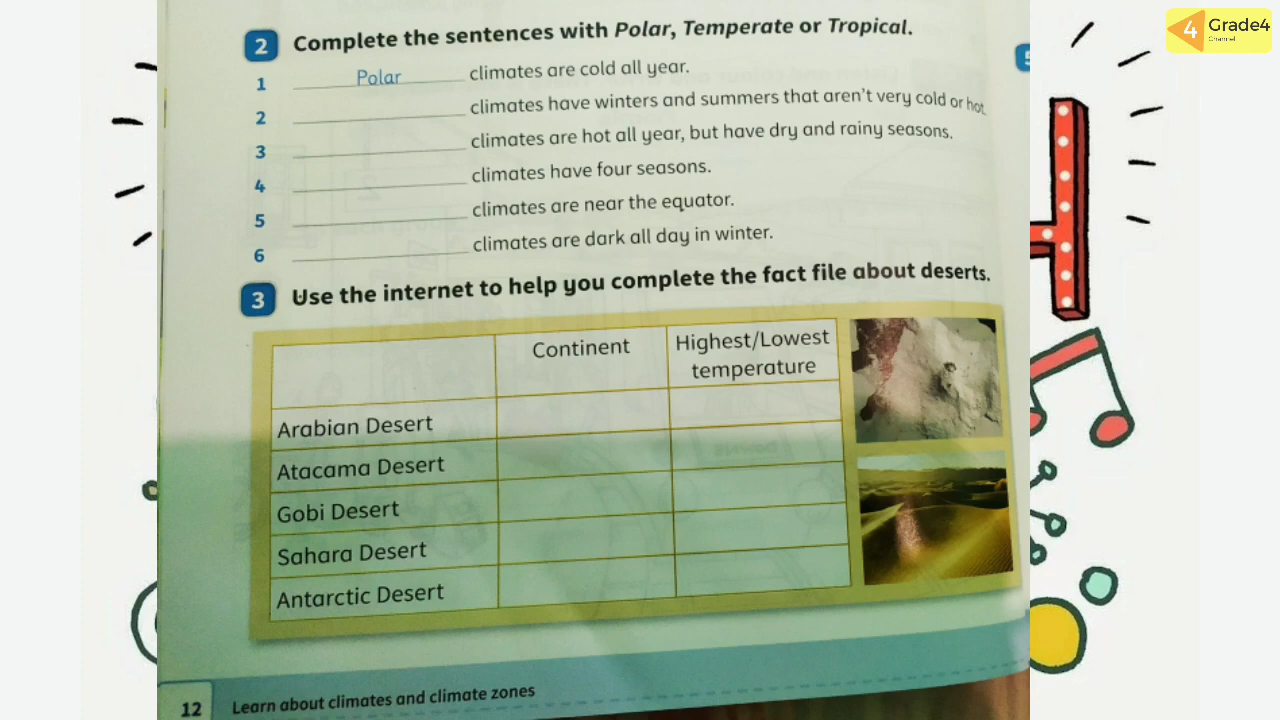 4 Grade4
Channel
2 Complete the sentences with Polar, Temperate or Tropical.
1 Polar climates are cold all year.
2 climates have winters and summers that aren't very cold or hot.
3 climates are hot all year, but have dry and rainy seasons.
4 climates have four seasons.
5 climates are near the equator.
6 climates are dark all day in winter.
3 Use the internet to help you complete the fact file about deserts.
Continent Highest/Lowest
temperature
Arabian Desert
Atacama Desert
Gobi Desert
Sahara Desert
Antarctic Desert
12 Learn about climates and climate zones